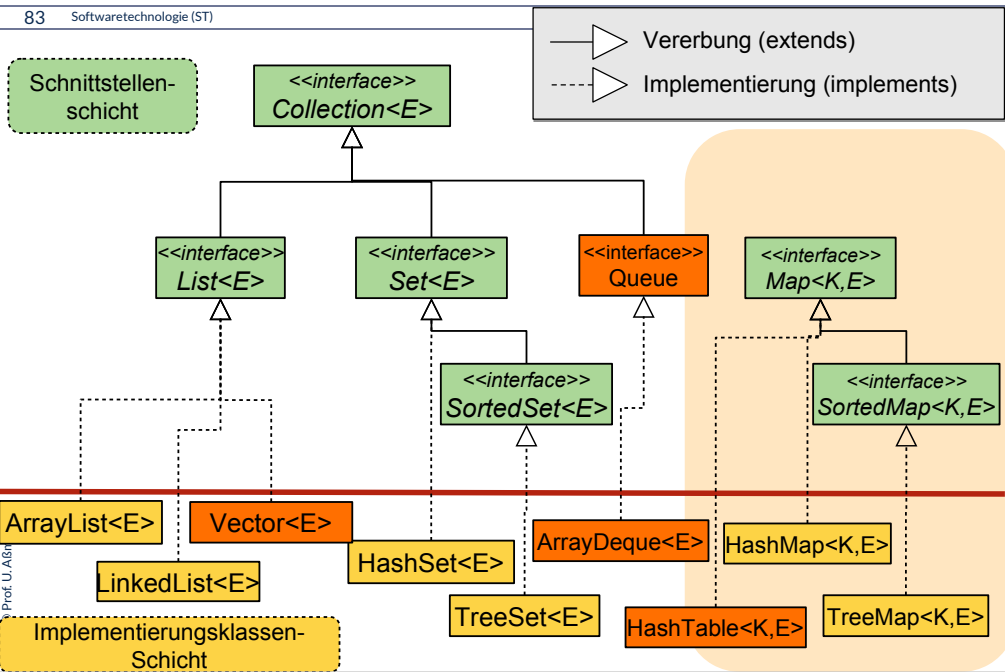 83 Softwaretechnologie (ST)
Vererbung (extends)
Implementierung (implements)
Schnittstellen-
schicht
<<interface>>
Collection<E>
<<interface>>
List<E>
<<interface>>
Set<E>
<<interface>>
Queue
<<interface>>
Map<K,E>
<<interface>>
SortedSet<E>
<<interface>>
SortedMap<K,E>
ArrayList<E>
Vector<E>
LinkedList<E>
HashSet<E>
TreeSet<E>
ArrayDeque<E>
HashTable<K,E>
HashMap<K,E>
TreeMap<K,E>
Implementierungsklassen-
Schicht
Prof. U.